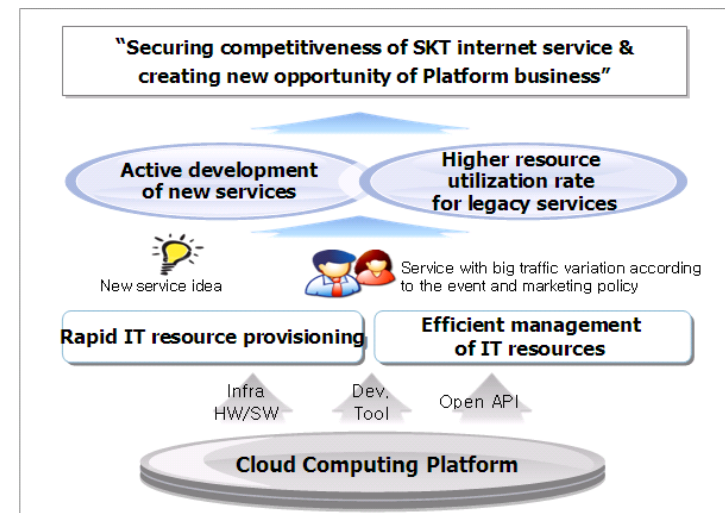 “Securing competitiveness of SKT internet service &
creating new opportunity of Platform business”
Active development
of new services
Higher resource
utilization rate
for legacy services
New service idea
Service with big traffic variation according
to the event and marketing policy
Rapid IT resource provisioning
Efficient management
of IT resources
Infra
HW/SW
Dev.
Tool
Open API
Cloud Computing Platform